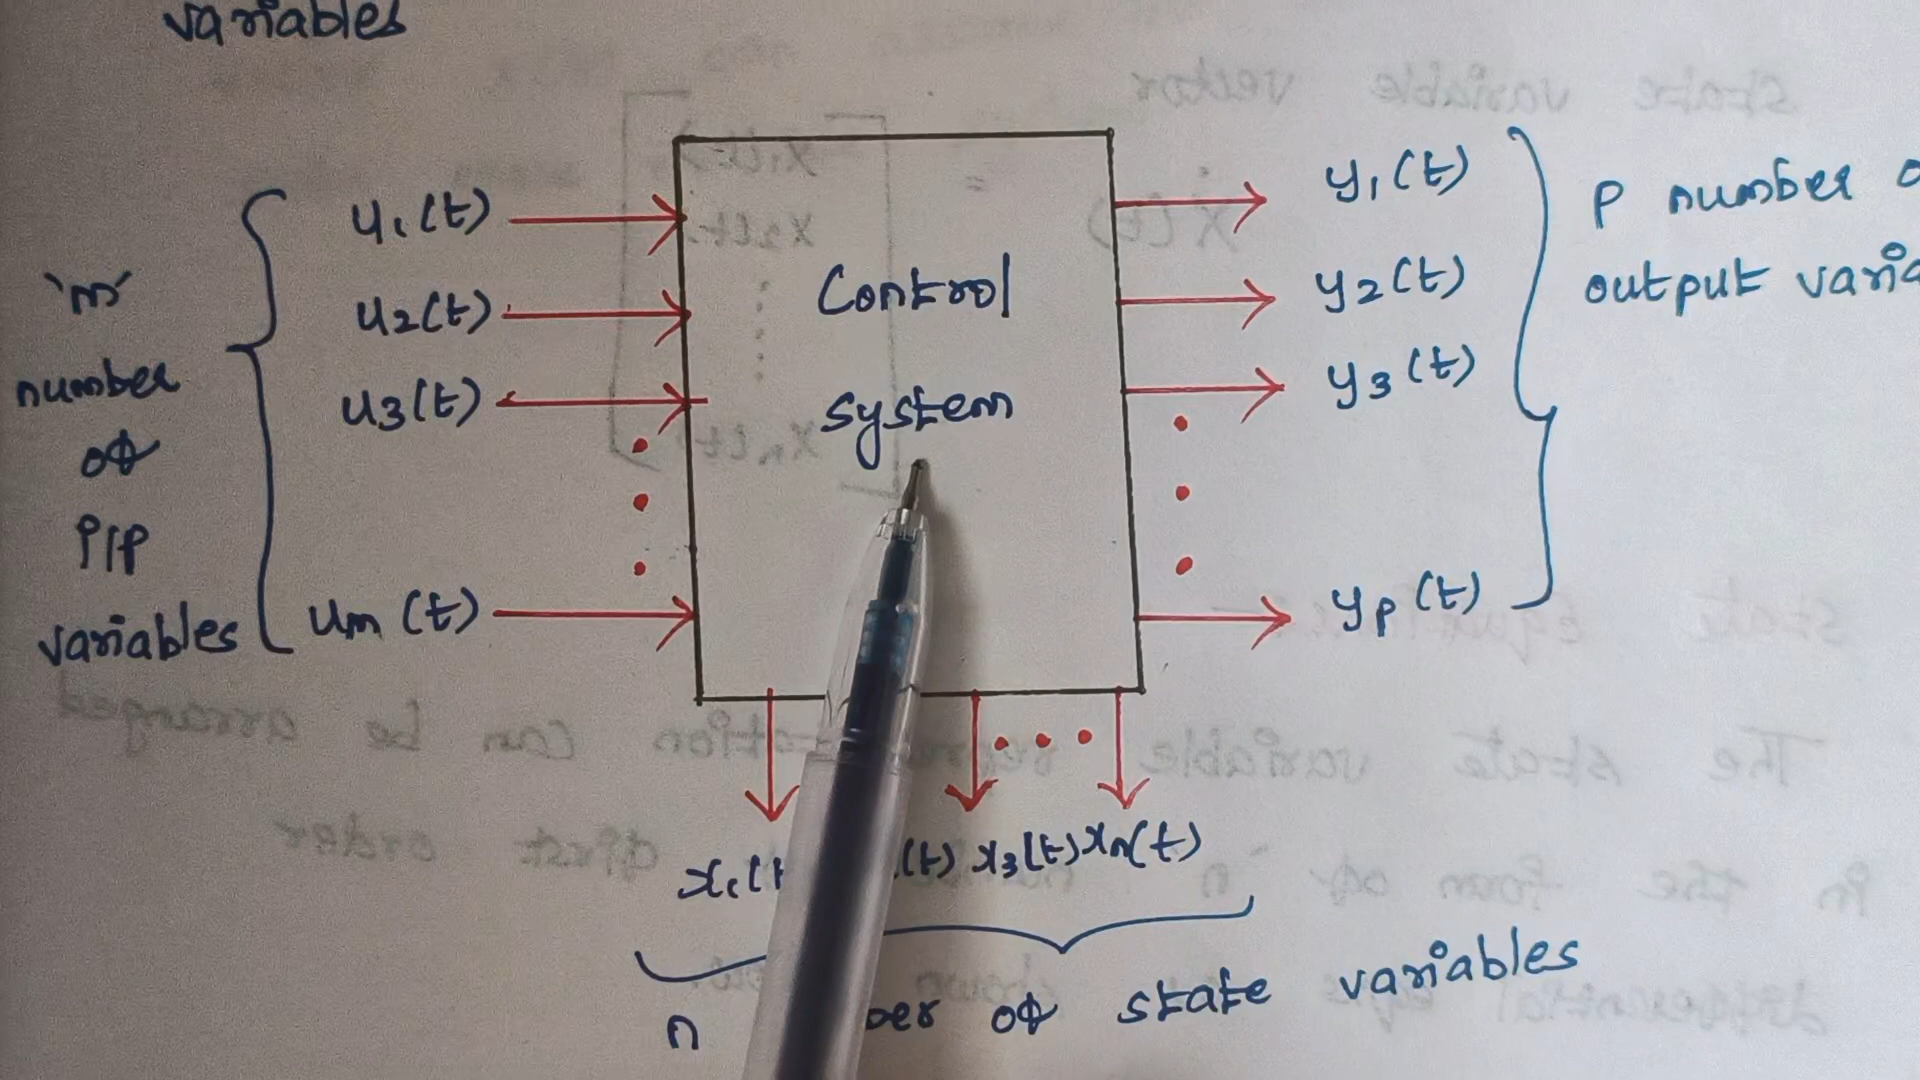 variables
'm'
number
of
i/p
variables
u1(t)
u2(t)
u3(t)
um (t)
Control
system
y1(t)
y2(t)
y3(t)
yp(t)
p number
output
x3(t) xn(t)
n of state variables